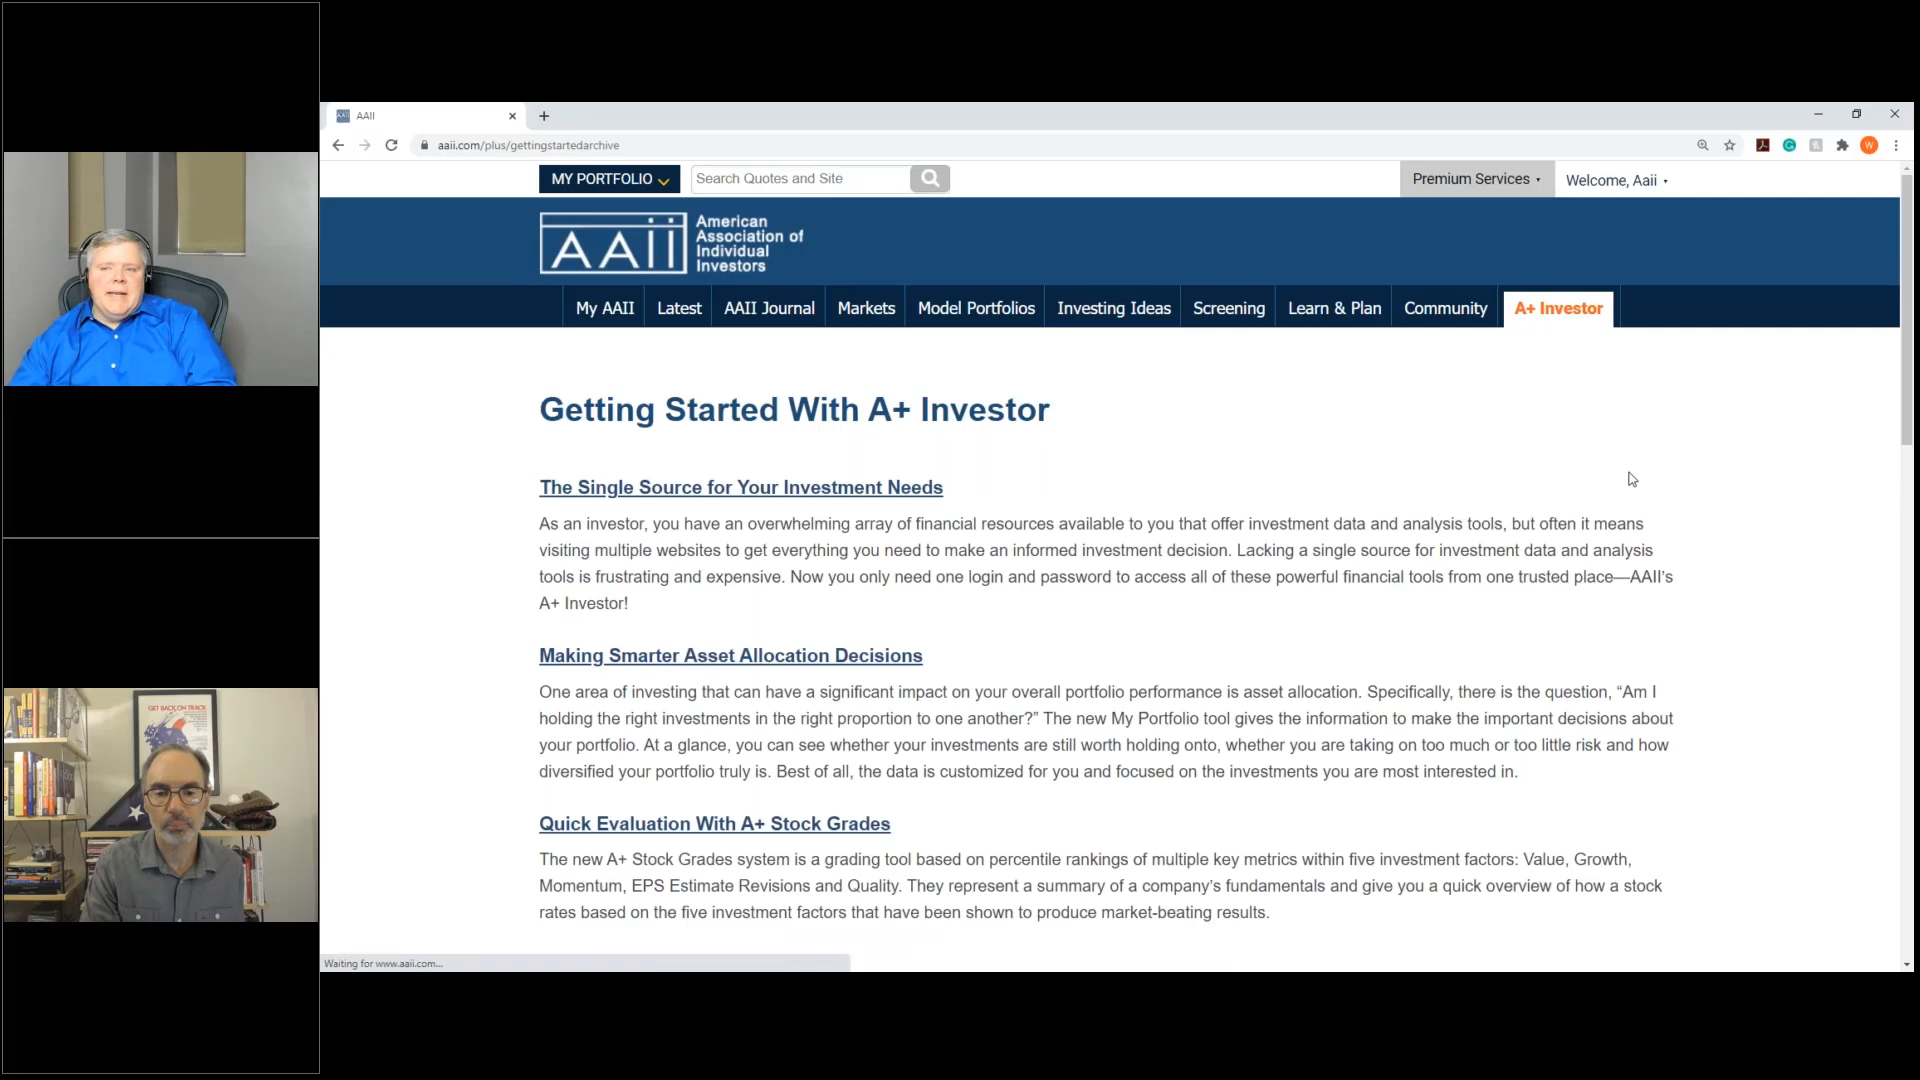 AAII
aaii.com/plus/gettingstartedarchive
W
MY PORTFOLIO
Search Quotes and Site
Premium Services
Welcome, Aaii
AAII
American
Association of
Individual
Investors
My AAII
Latest
AAII Journal
Markets
Model Portfolios
Investing Ideas
Screening
Learn & Plan
Community
A+ Investor
Getting Started With A+ Investor
The Single Source for Your Investment Needs
As an investor, you have an overwhelming array of financial resources available to you that offer investment data and analysis tools, but often it means
visiting multiple websites to get everything you need to make an informed investment decision. Lacking a single source for investment data and analysis
tools is frustrating and expensive. Now you only need one login and password to access all of these powerful financial tools from one trusted place—AAII's
A+ Investor!
Making Smarter Asset Allocation Decisions
One area of investing that can have a significant impact on your overall portfolio performance is asset allocation. Specifically, there is the question, “Am I
holding the right investments in the right proportion to one another?” The new My Portfolio tool gives the information to make the important decisions about
your portfolio. At a glance, you can see whether your investments are still worth holding onto, whether you are taking on too much or too little risk and how
diversified your portfolio truly is. Best of all, the data is customized for you and focused on the investments you are most interested in.
Quick Evaluation With A+ Stock Grades
The new A+ Stock Grades system is a grading tool based on percentile rankings of multiple key metrics within five investment factors: Value, Growth,
Momentum, EPS Estimate Revisions and Quality. They represent a summary of a company's fundamentals and give you a quick overview of how a stock
rates based on the five investment factors that have been shown to produce market-beating results.
Waiting for www.aaii.com...
GET BACK ON TRACK